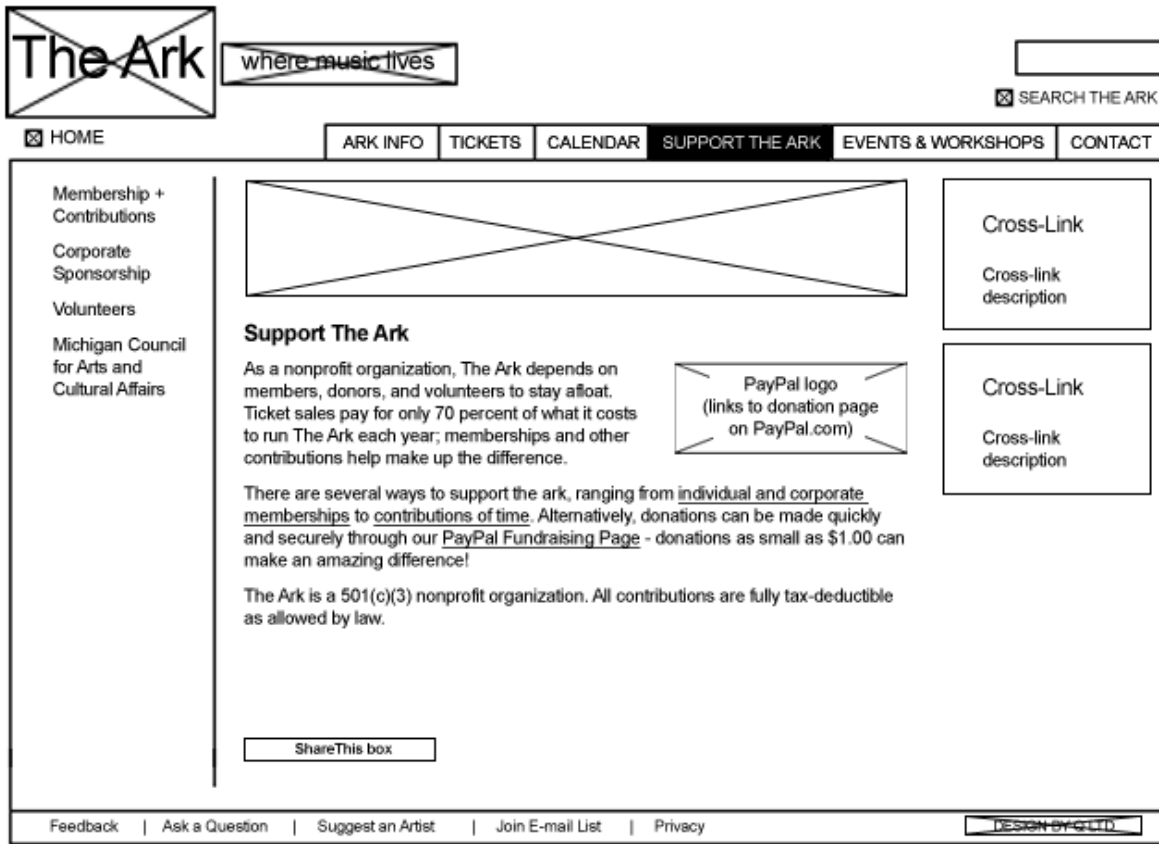 The Ark
where music lives
SEARCH THE ARK
HOME
ARK INFO
TICKETS
CALENDAR
SUPPORT THE ARK
EVENTS & WORKSHOPS
CONTACT
Membership +
Contributions
Corporate
Sponsorship
Volunteers
Michigan Council
for Arts and
Cultural Affairs
Support The Ark
As a nonprofit organization, The Ark depends on
members, donors, and volunteers to stay afloat.
Ticket sales pay for only 70 percent of what it costs
to run The Ark each year; memberships and other
contributions help make up the difference.
PayPal logo
(links to donation page
on PayPal.com)
There are several ways to support the ark, ranging from individual and corporate
memberships to contributions of time. Alternatively, donations can be made quickly
and securely through our PayPal Fundraising Page - donations as small as $1.00 can
make an amazing difference!
The Ark is a 501(c)(3) nonprofit organization. All contributions are fully tax-deductible
as allowed by law.
ShareThis box
Cross-Link
Cross-link
description
Cross-Link
Cross-link
description
Feedback | Ask a Question | Suggest an Artist | Join E-mail List | Privacy
DESIGN BY Q LTD